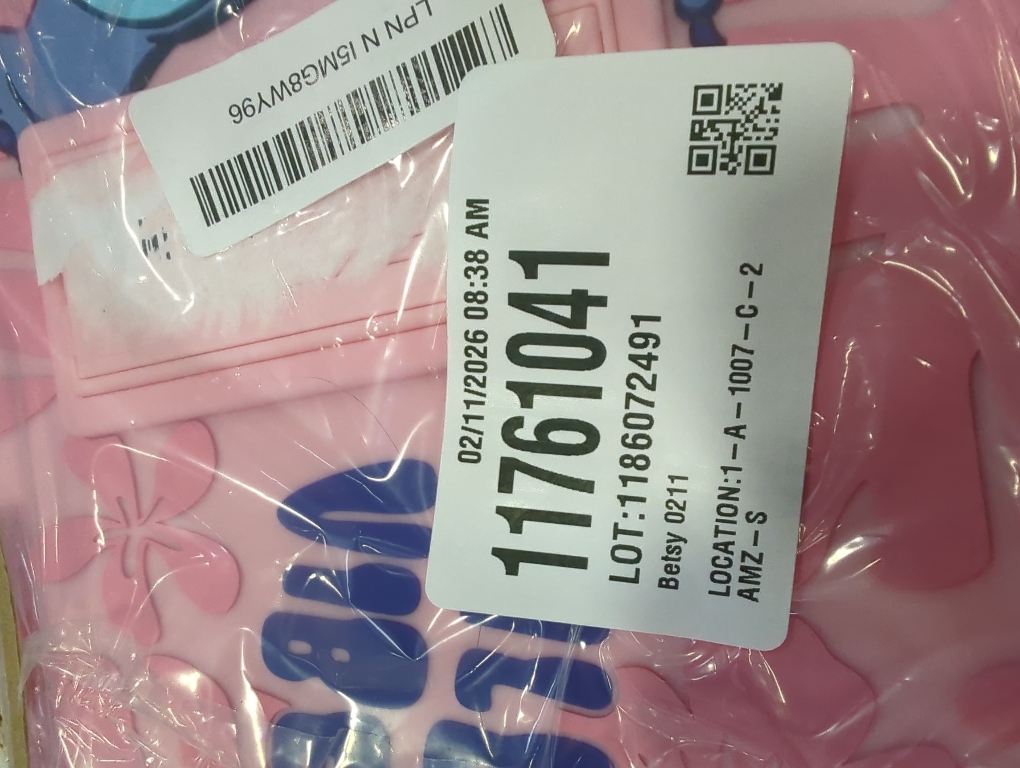 LPN N I5MG8WY96
02/11/2026 08:38 AM
11761041
LOT:1186072491
Betsy 0211
LOCATION:1-A-1007-C-2
AMZ-S